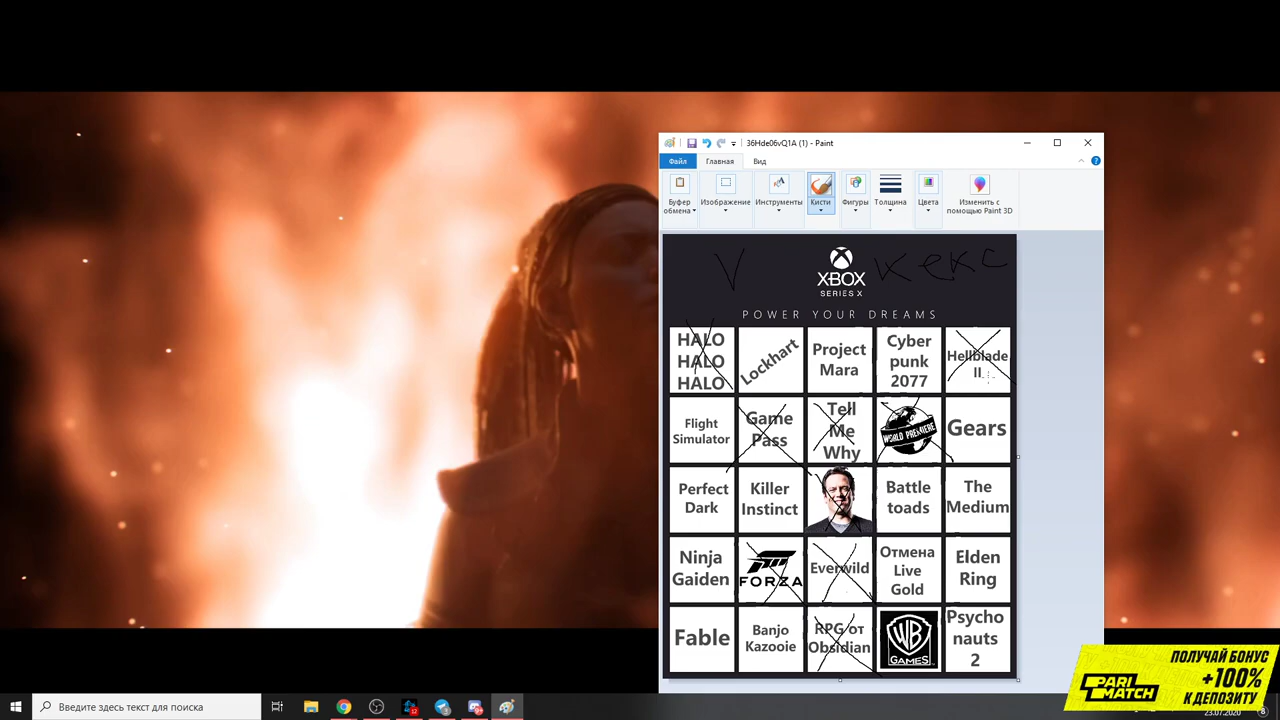 36Hde06vQ1A (1) - Paint
Файл Главная Вид
Буфер обмена
Изображение
Инструменты
Кисти
Фигуры
Толщина
Цвета
Изменить с помощью Paint 3D
V
XBOX
SERIES X
кекс
POWER YOUR DREAMS
HALO
HALO
HALO
Lockhart
Project
Mara
Cyber
punk
2077
Hellblade
II
Flight
Simulator
Game
Pass
Tell
Me
Why
WORLD PREMIERE
Gears
Perfect
Dark
Killer
Instinct
Battle
toads
The
Medium
Ninja
Gaiden
FORZA
Everwild
Отмена
Live
Gold
Elden
Ring
Fable
Banjo
Kazooie
RPG от
Obsidian
WB
GAMES
Psycho
nauts
2
ПОЛУЧАЙ БОНУС
+100%
К ДЕПОЗИТУ
PARI
MATCH
Введите здесь текст для поиска
23.07.2020